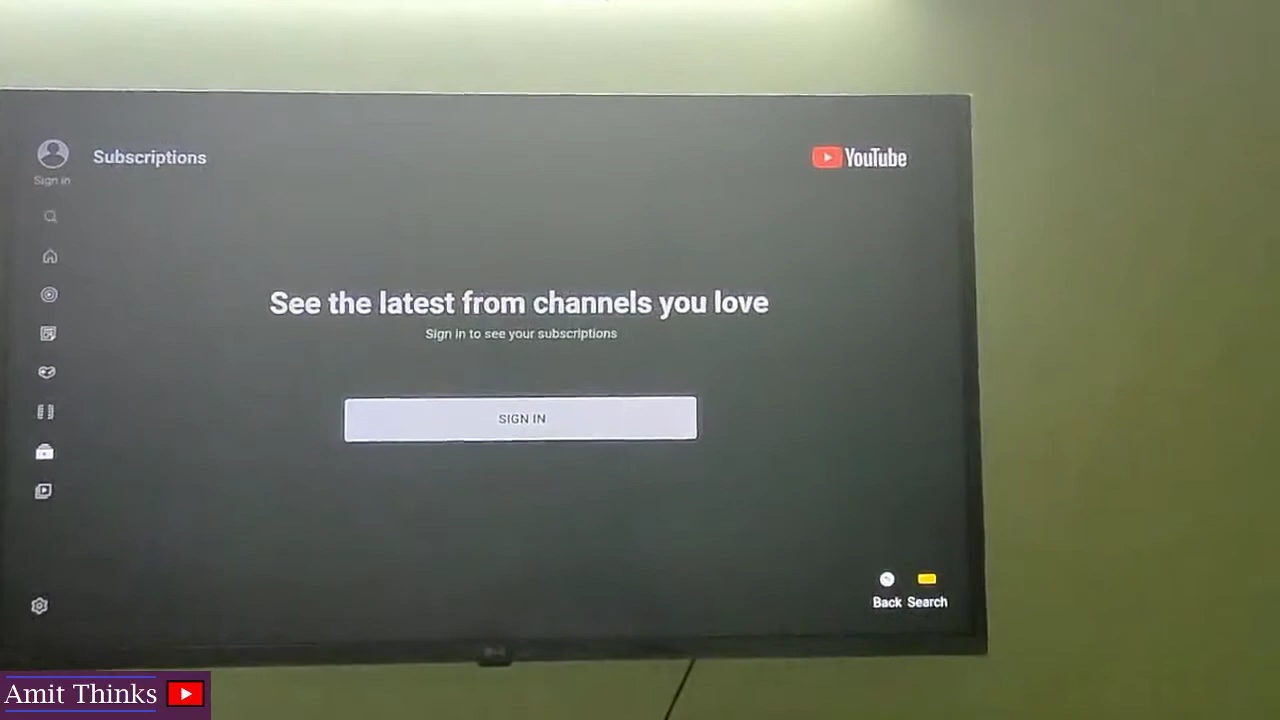 Subscriptions
YouTube
Sign in
See the latest from channels you love
Sign in to see your subscriptions
SIGN IN
Back Search
Amit Thinks